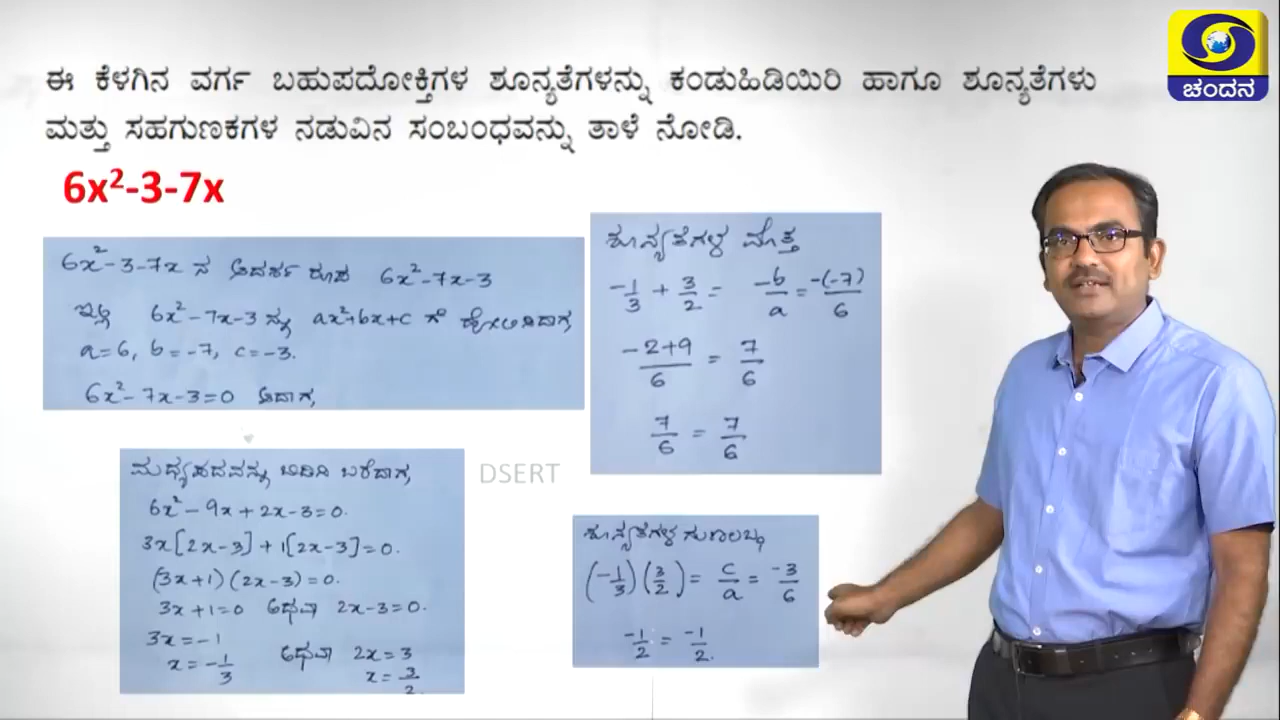 ಚಂದನ
ಈ ಕೆಳಗಿನ ವರ್ಗ ಬಹುಪದೋಕ್ತಿಗಳ ಶೂನ್ಯತೆಗಳನ್ನು ಕಂಡುಹಿಡಿಯಿರಿ ಹಾಗೂ ಶೂನ್ಯತೆಗಳು
ಮತ್ತು ಸಹಗುಣಕಗಳ ನಡುವಿನ ಸಂಬಂಧವನ್ನು ತಾಳೆ ನೋಡಿ.
6x²-3-7x
6x²-3-7x ನ ಆದರ್ಶ ರೂಪ 6x²-7x-3
ಇಲ್ಲಿ 6x²-7x-3 ನ್ನು ax²+bx+c ಗೆ ಹೋಲಿಸಿದಾಗ,
a=6, b=-7, c=-3.
6x²-7x-3=0 ಆದಾಗ,
ಮಧ್ಯಪದವನ್ನು ಬಿಡಿಸಿ ಬರೆದಾಗ,
6x²-9x+2x-3=0.
3x[2x-3]+1[2x-3]=0.
(3x+1)(2x-3)=0.
3x+1=0 ಅಥವಾ 2x-3=0.
3x=-1 ಅಥವಾ 2x=3
x=-1/3 x=3/2
ಶೂನ್ಯತೆಗಳ ಮೊತ್ತ
-1/3 + 3/2 = -b/a = -(-7)/6
-2+9/6 = 7/6
7/6 = 7/6
DSERT
ಶೂನ್ಯತೆಗಳ ಗುಣಲಬ್ಧ
(-1/3)(3/2) = c/a = -3/6
-1/2 = -1/2.